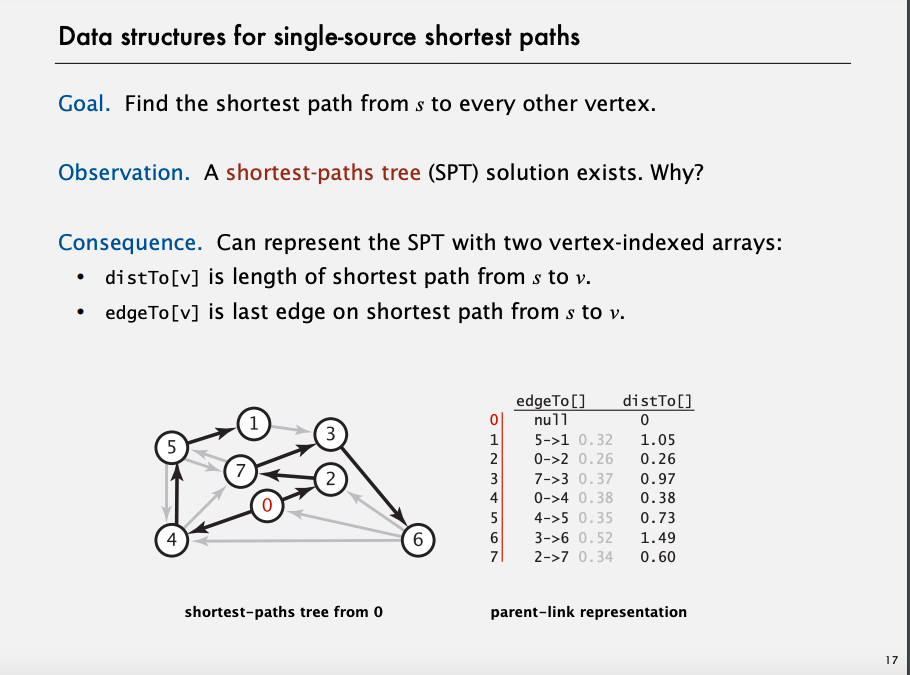 Data structures for single-source shortest paths
Goal. Find the shortest path from s to every other vertex.
Observation. A shortest-paths tree (SPT) solution exists. Why?
Consequence. Can represent the SPT with two vertex-indexed arrays:
• distTo[v] is length of shortest path from s to v.
• edgeTo[v] is last edge on shortest path from s to v.
1
3
5
7
2
0
4
6
shortest-paths tree from 0
edgeTo[] distTo[]
0 null 0
1 5->1 0.32 1.05
2 0->2 0.26 0.26
3 7->3 0.37 0.97
4 0->4 0.38 0.38
5 4->5 0.35 0.73
6 3->6 0.52 1.49
7 2->7 0.34 0.60
parent-link representation
17